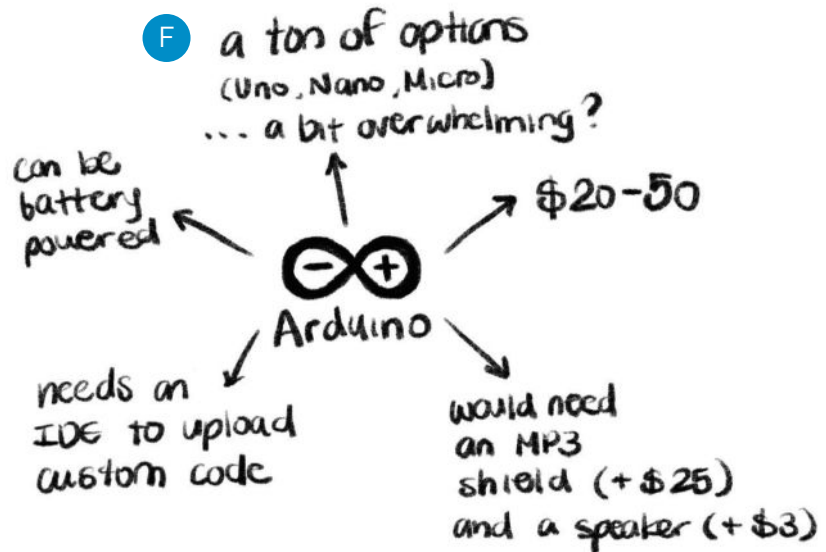 F
a ton of options
(Uno, Nano, Micro)
... a bit overwhelming?
can be
battery
powered
$20-50
- +
Arduino
needs an
IDE to upload
custom code
would need
an MP3
shield (+$25)
and a speaker (+$3)